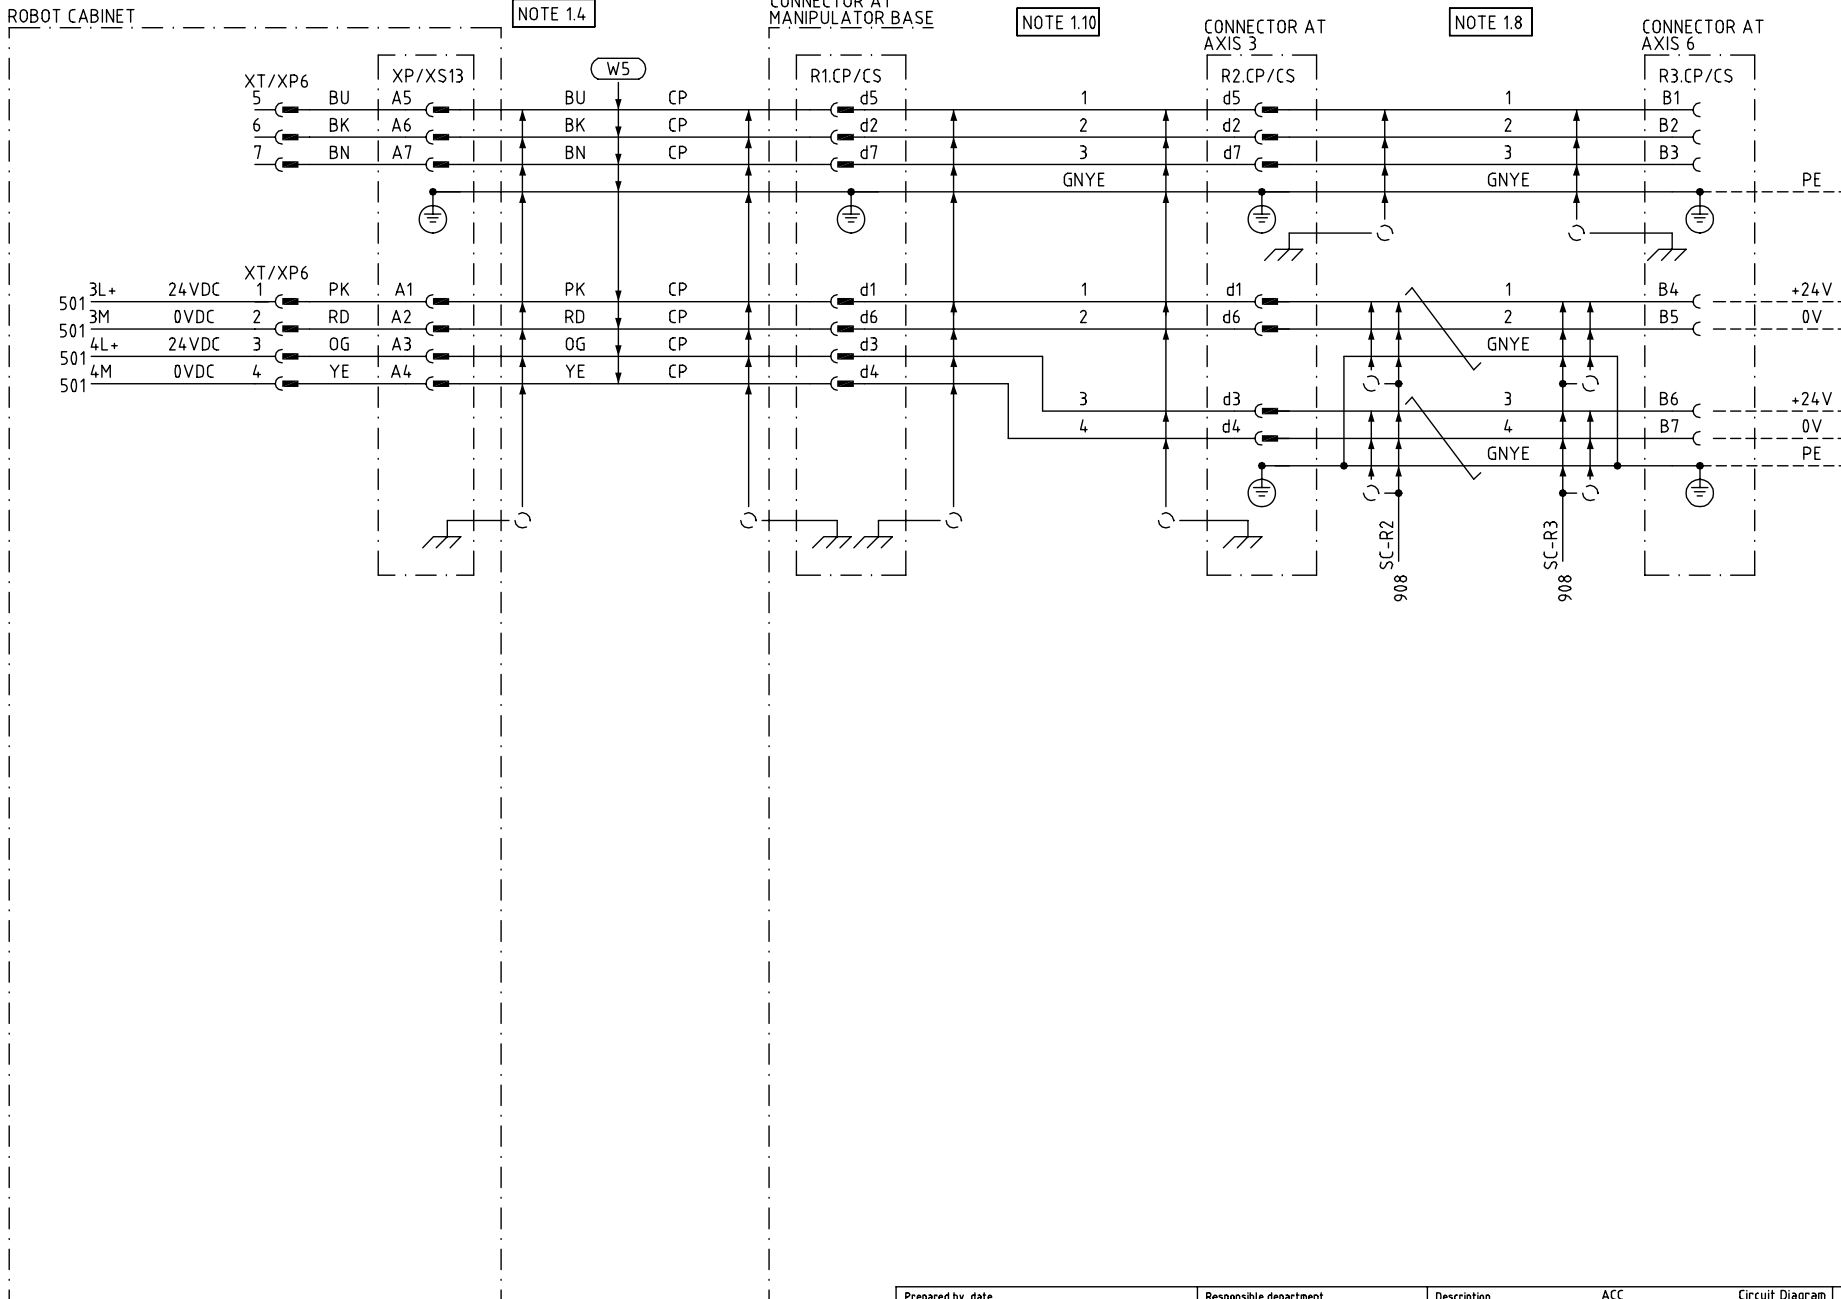 ROBOT CABINET
NOTE 1.4
CONNECTOR AT
MANIPULATOR BASE
NOTE 1.10
CONNECTOR AT
AXIS 3
NOTE 1.8
CONNECTOR AT
AXIS 6
XT/XP6
XP/XS13
W5
R1.CP/CS
R2.CP/CS
R3.CP/CS
5 BU A5 BU CP d5 1 d5 1 B1
6 BK A6 BK CP d2 2 d2 2 B2
7 BN A7 BN CP d7 3 d7 3 B3
GNYE GNYE PE
XT/XP6
501 3L+ 24VDC 1 PK A1 PK CP d1 1 d1 1 B4 +24V
501 3M 0VDC 2 RD A2 RD CP d6 2 d6 2 B5 0V
501 4L+ 24VDC 3 OG A3 OG CP d3 GNYE
501 4M 0VDC 4 YE A4 YE CP d4
3 d3 3 B6 +24V
4 d4 4 B7 0V
GNYE PE
SC-R2
908
SC-R3
908
Prepared by, date
Responsible department
Description
ACC
Circuit Diagram